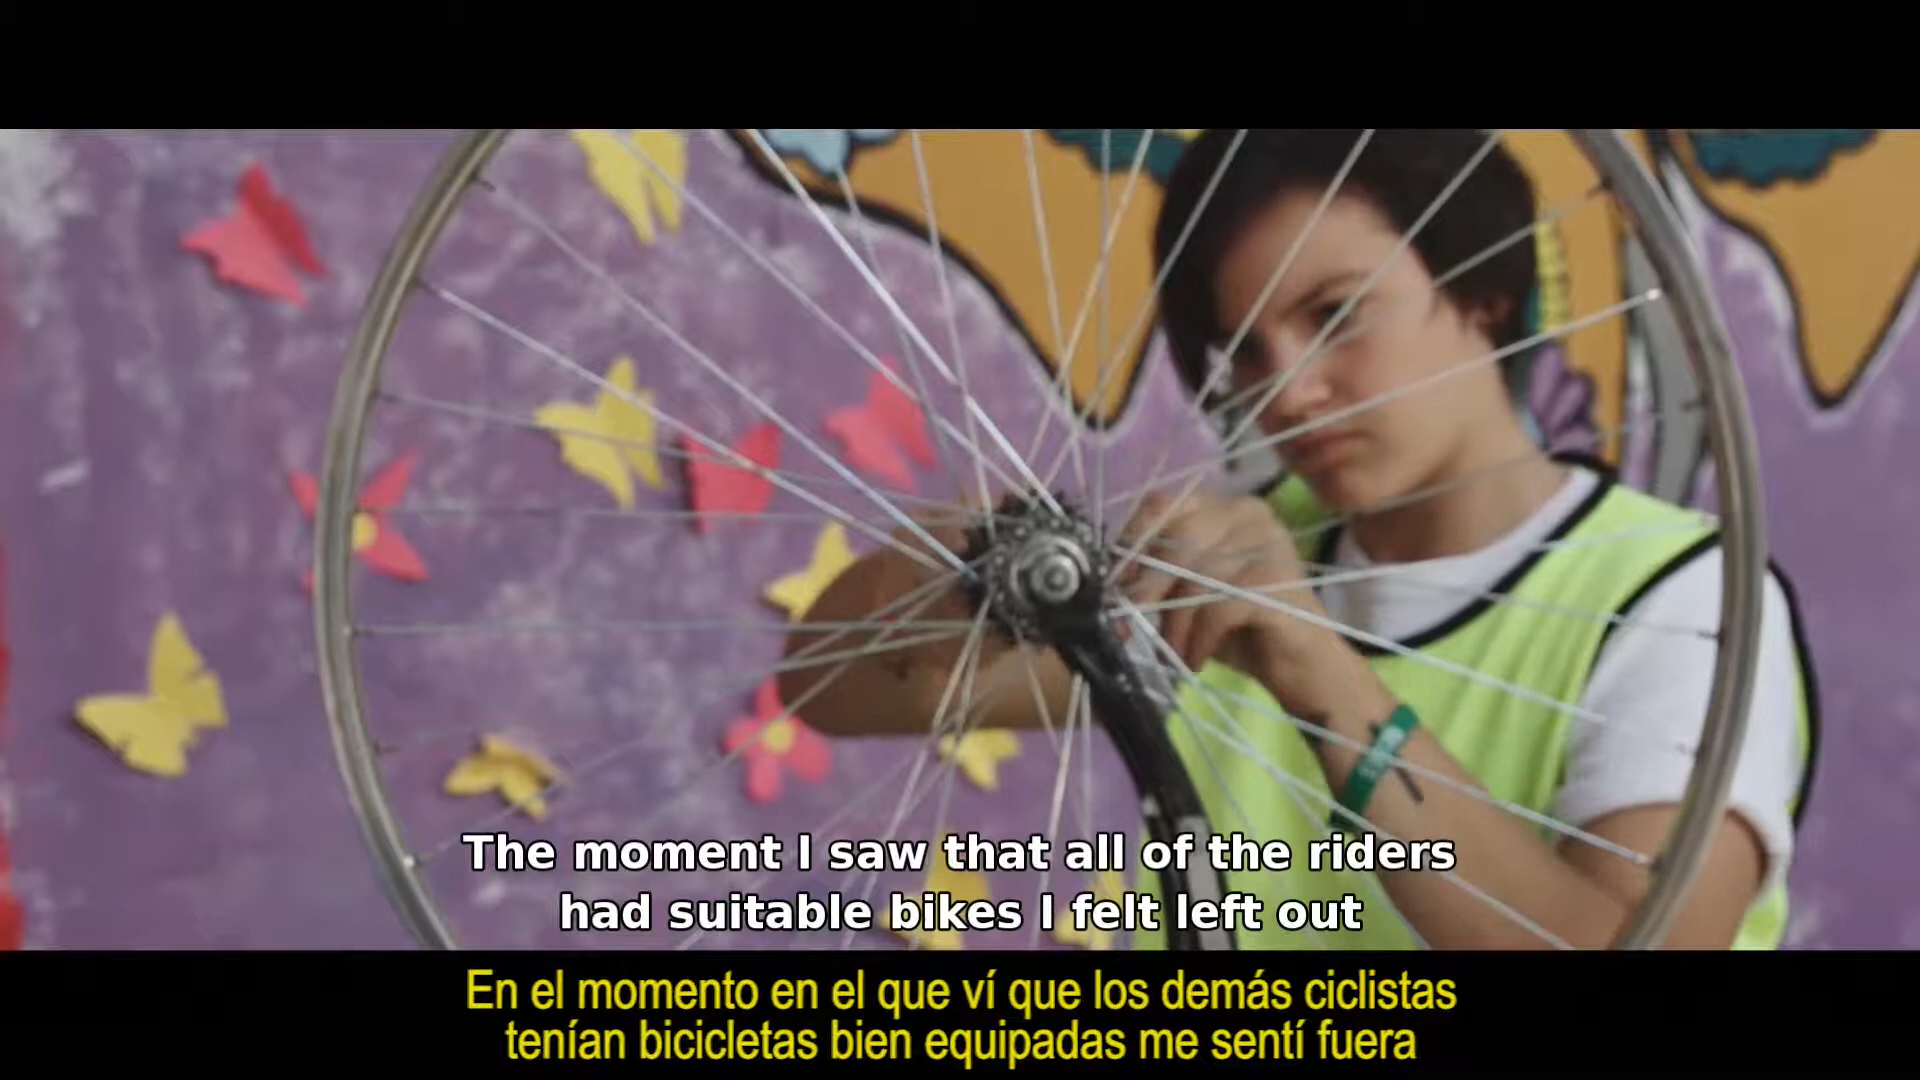 The moment I saw that all of the riders
had suitable bikes I felt left out
En el momento en el que ví que los demás ciclistas
tenían bicicletas bien equipadas me sentí fuera